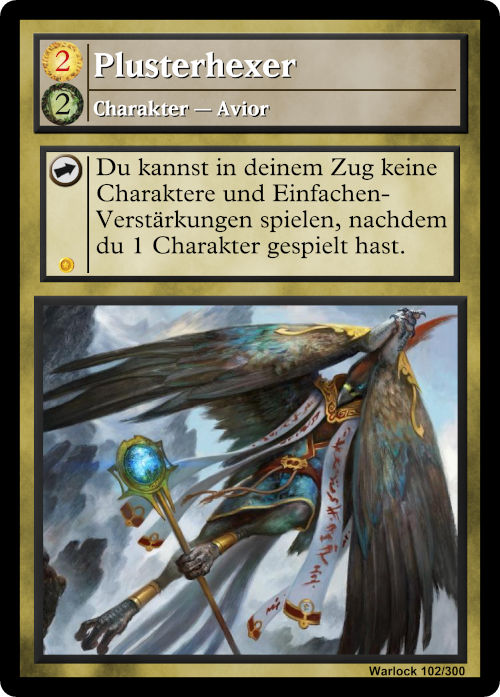 2
Plusterhexer
2
Charakter — Avior
Du kannst in deinem Zug keine
Charaktere und Einfachen-
Verstärkungen spielen, nachdem
du 1 Charakter gespielt hast.
Warlock 102/300